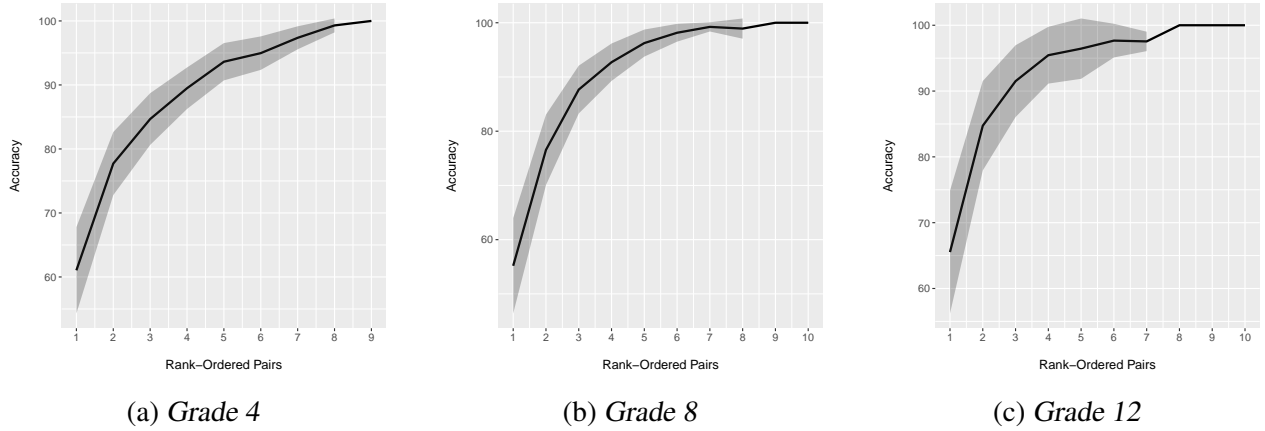 100
90
80
70
60
Accuracy
1 2 3 4 5 6 7 8 9
Rank−Ordered Pairs
(a) Grade 4
100
80
60
Accuracy
1 2 3 4 5 6 7 8 9 10
Rank−Ordered Pairs
(b) Grade 8
100
90
80
70
60
Accuracy
1 2 3 4 5 6 7 8 9 10
Rank−Ordered Pairs
(c) Grade 12